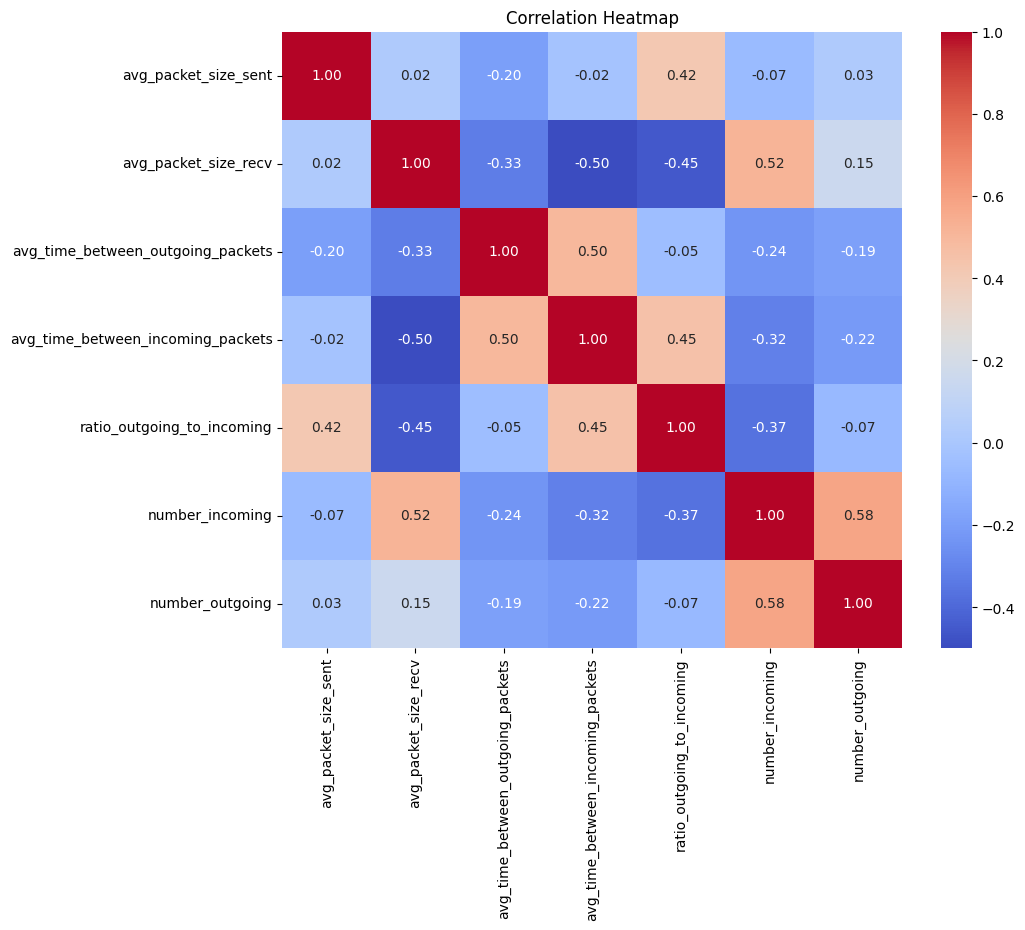 Correlation Heatmap
avg_packet_size_sent 1.00 0.02 -0.20 -0.02 0.42 -0.07 0.03
avg_packet_size_recv 0.02 1.00 -0.33 -0.50 -0.45 0.52 0.15
avg_time_between_outgoing_packets -0.20 -0.33 1.00 0.50 -0.05 -0.24 -0.19
avg_time_between_incoming_packets -0.02 -0.50 0.50 1.00 0.45 -0.32 -0.22
ratio_outgoing_to_incoming 0.42 -0.45 -0.05 0.45 1.00 -0.37 -0.07
number_incoming -0.07 0.52 -0.24 -0.32 -0.37 1.00 0.58
number_outgoing 0.03 0.15 -0.19 -0.22 -0.07 0.58 1.00
avg_packet_size_sent
avg_packet_size_recv
avg_time_between_outgoing_packets
avg_time_between_incoming_packets
ratio_outgoing_to_incoming
number_incoming
number_outgoing
1.0
0.8
0.6
0.4
0.2
0.0
-0.2
-0.4